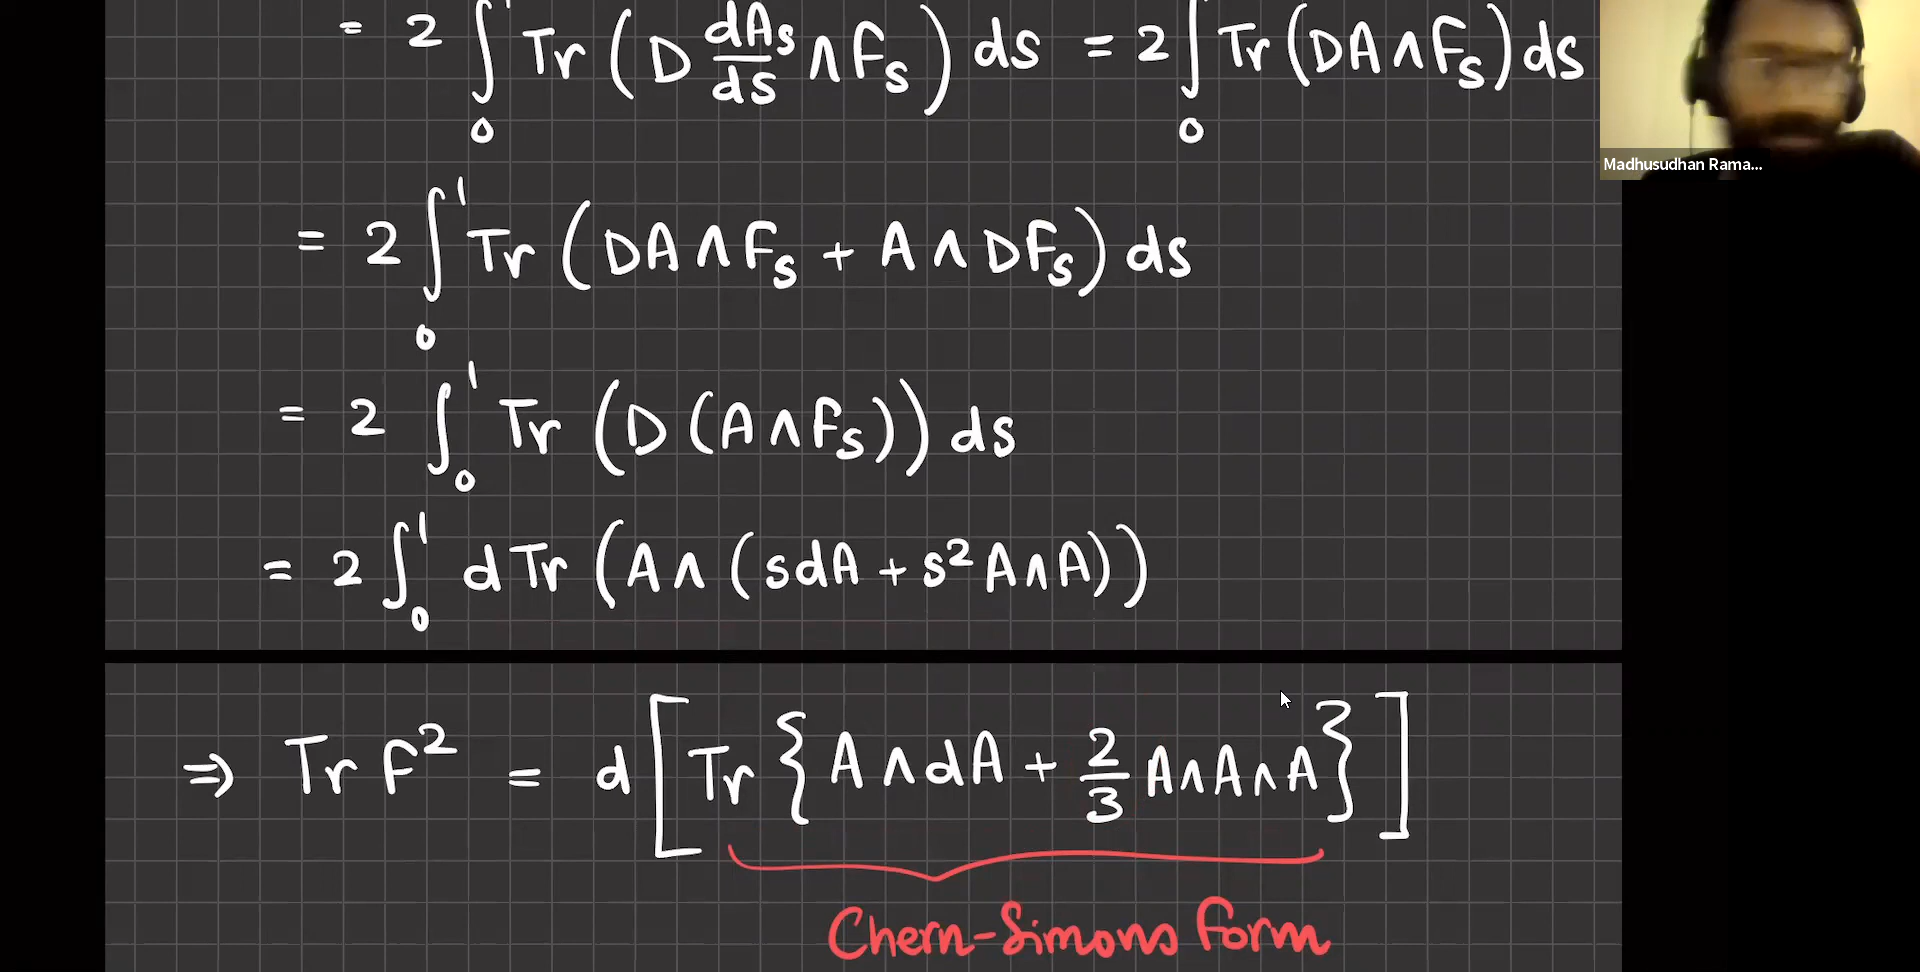 = 2 ∫₀¹ Tr (D dAs/ds ∧ Fs) ds = 2 ∫₀¹ Tr (DA ∧ Fs) ds
Madhusudhan Rama...
= 2 ∫₀¹ Tr (DA ∧ Fs + A ∧ DFs) ds
= 2 ∫₀¹ Tr (D (A ∧ Fs)) ds
= 2 ∫₀¹ d Tr (A ∧ (sdA + s² A ∧ A))
⇒ Tr F² = d [Tr {A ∧ dA + 2/3 A ∧ A ∧ A}]
Chern-Simons form